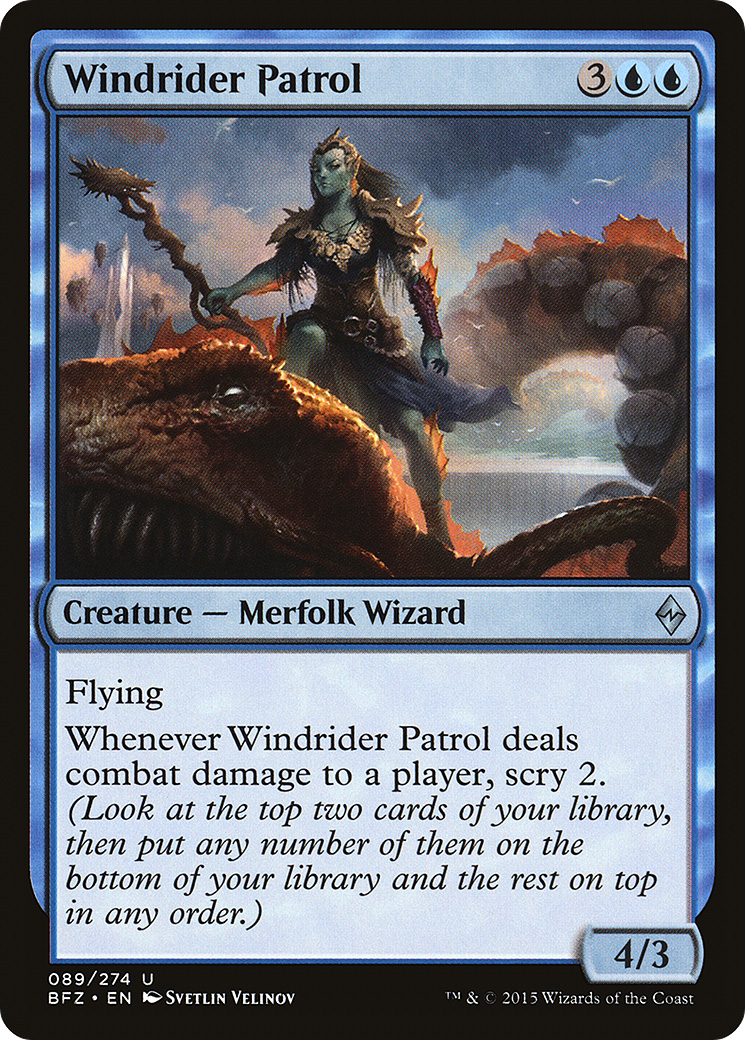 Windrider Patrol 3
Creature — Merfolk Wizard
Flying
Whenever Windrider Patrol deals
combat damage to a player, scry 2.
(Look at the top two cards of your library,
then put any number of them on the
bottom of your library and the rest on top
in any order.)
4/3
089/274 U
BFZ • EN Svetlin Velinov ™ & © 2015 Wizards of the Coast